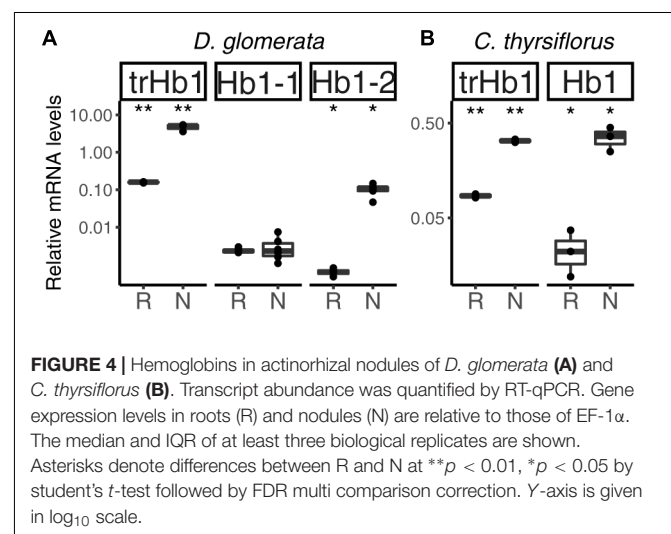 A D. glomerata B C. thyrsiflorus
trHb1 Hb1-1 Hb1-2 trHb1 Hb1
** ** * * ** ** * *
Relative mRNA levels
10.00
1.00
0.10
0.01
0.50
0.05
R N R N R N R N R N
FIGURE 4 | Hemoglobins in actinorhizal nodules of D. glomerata (A) and
C. thyrsiflorus (B). Transcript abundance was quantified by RT-qPCR. Gene
expression levels in roots (R) and nodules (N) are relative to those of EF-1α.
The median and IQR of at least three biological replicates are shown.
Asterisks denote differences between R and N at **p < 0.01, *p < 0.05 by
student's t-test followed by FDR multi comparison correction. Y-axis is given
in log₁₀ scale.